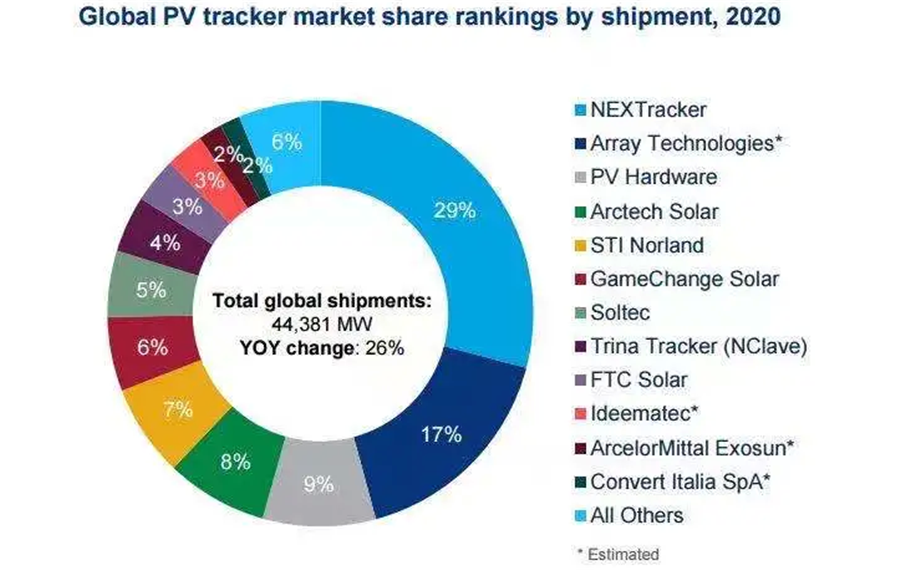 Global PV tracker market share rankings by shipment, 2020
29%
17%
9%
8%
7%
6%
5%
4%
3%
3%
2%
2%
6%
Total global shipments:
44,381 MW
YOY change: 26%
NEXTracker
Array Technologies*
PV Hardware
Arctech Solar
STI Norland
GameChange Solar
Soltec
Trina Tracker (NClave)
FTC Solar
Ideematec*
ArcelorMittal Exosun*
Convert Italia SpA*
All Others
* Estimated